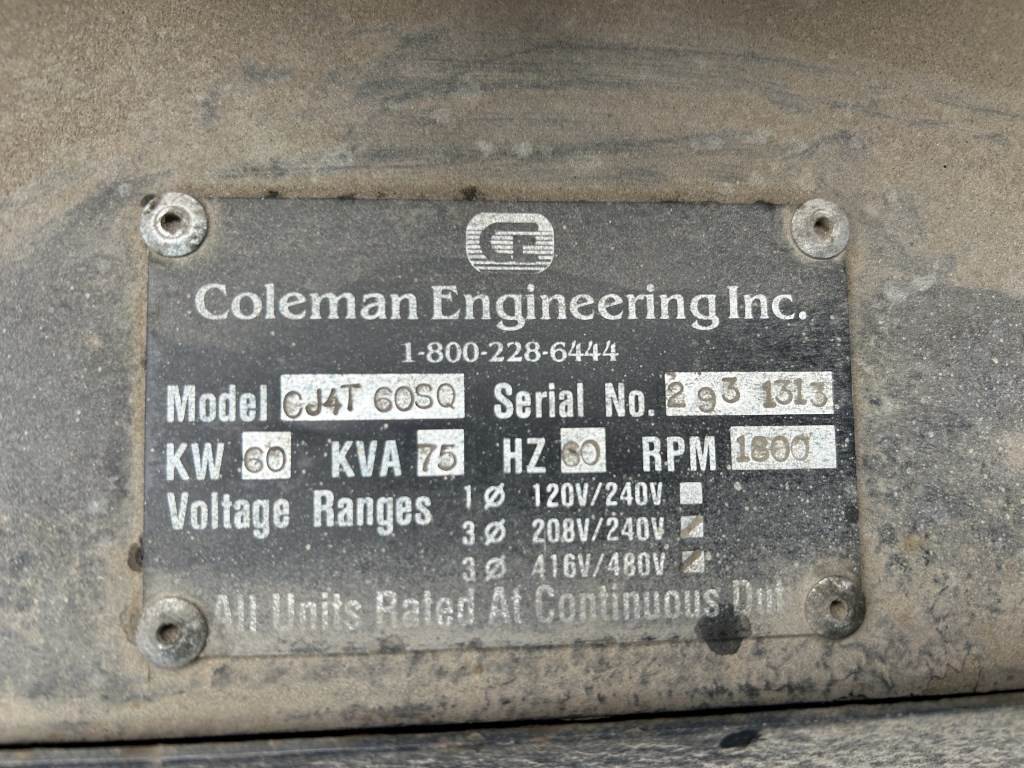 CE
Coleman Engineering Inc.
1-800-228-6444
Model CJ4T 60SQ Serial No. 293 1313
KW 60 KVA 75 HZ 60 RPM 1800
Voltage Ranges 1 Ø 120V/240V
3 Ø 208V/240V
3 Ø 416V/480V
All Units Rated At Continuous Dut